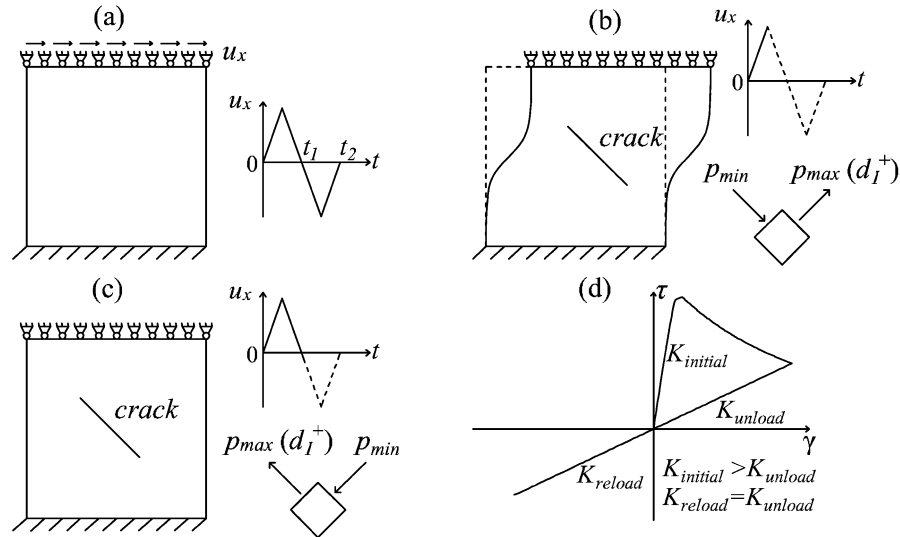 (a)
u_x
u_x
0
t_1
t_2
t
(b)
crack
u_x
0
t
p_min
p_max (d_I^+)
(c)
crack
u_x
0
t
p_max (d_I^+)
p_min
(d)
τ
K_initial
K_unload
γ
K_reload
K_initial >K_unload
K_reload=K_unload